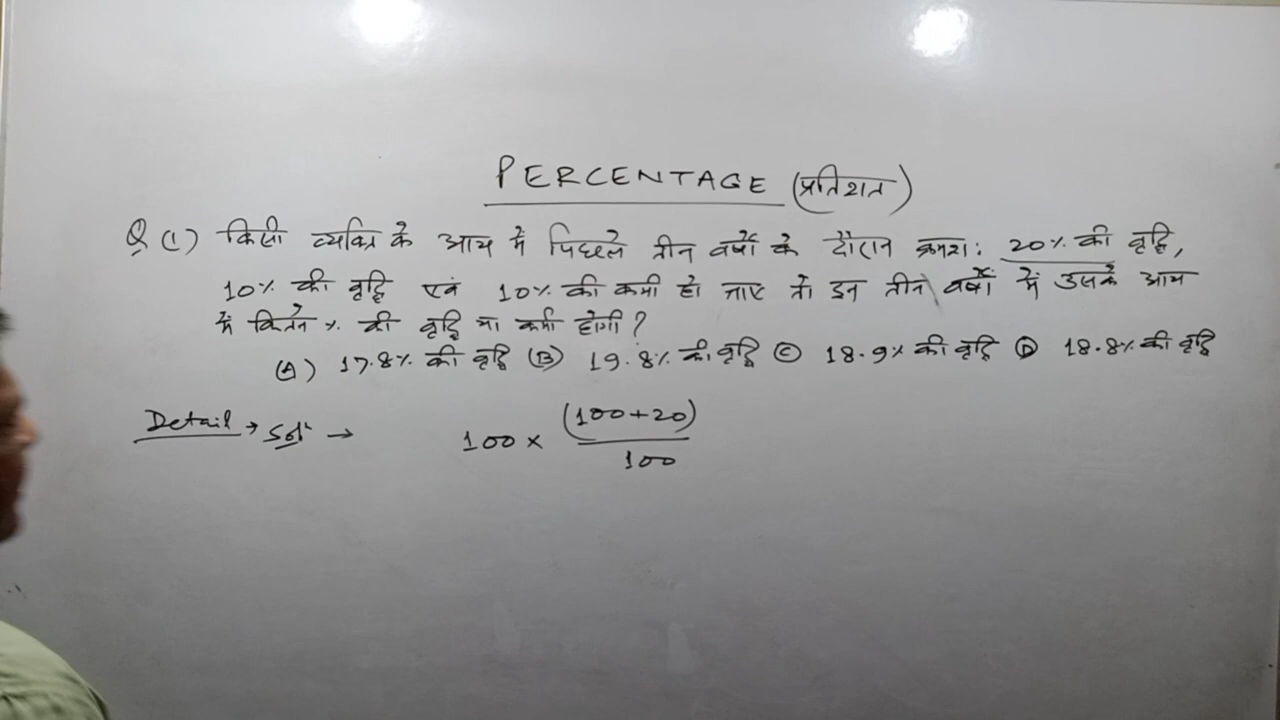 PERCENTAGE (प्रतिशत)
Q (1) किसी व्यक्ति के आय में पिछले तीन वर्षों के दौरान क्रमश: 20% की वृद्धि,
10% की वृद्धि एवं 10% की कमी हो जाए तो इन तीन वर्षों में उसके आय
में कितने % की वृद्धि या कमी होगी?
(A) 17.8% की वृद्धि (B) 19.8% की वृद्धि (C) 18.9% की वृद्धि (D) 18.8% की वृद्धि
Detail → Solⁿ → 100 × (100+20)
100